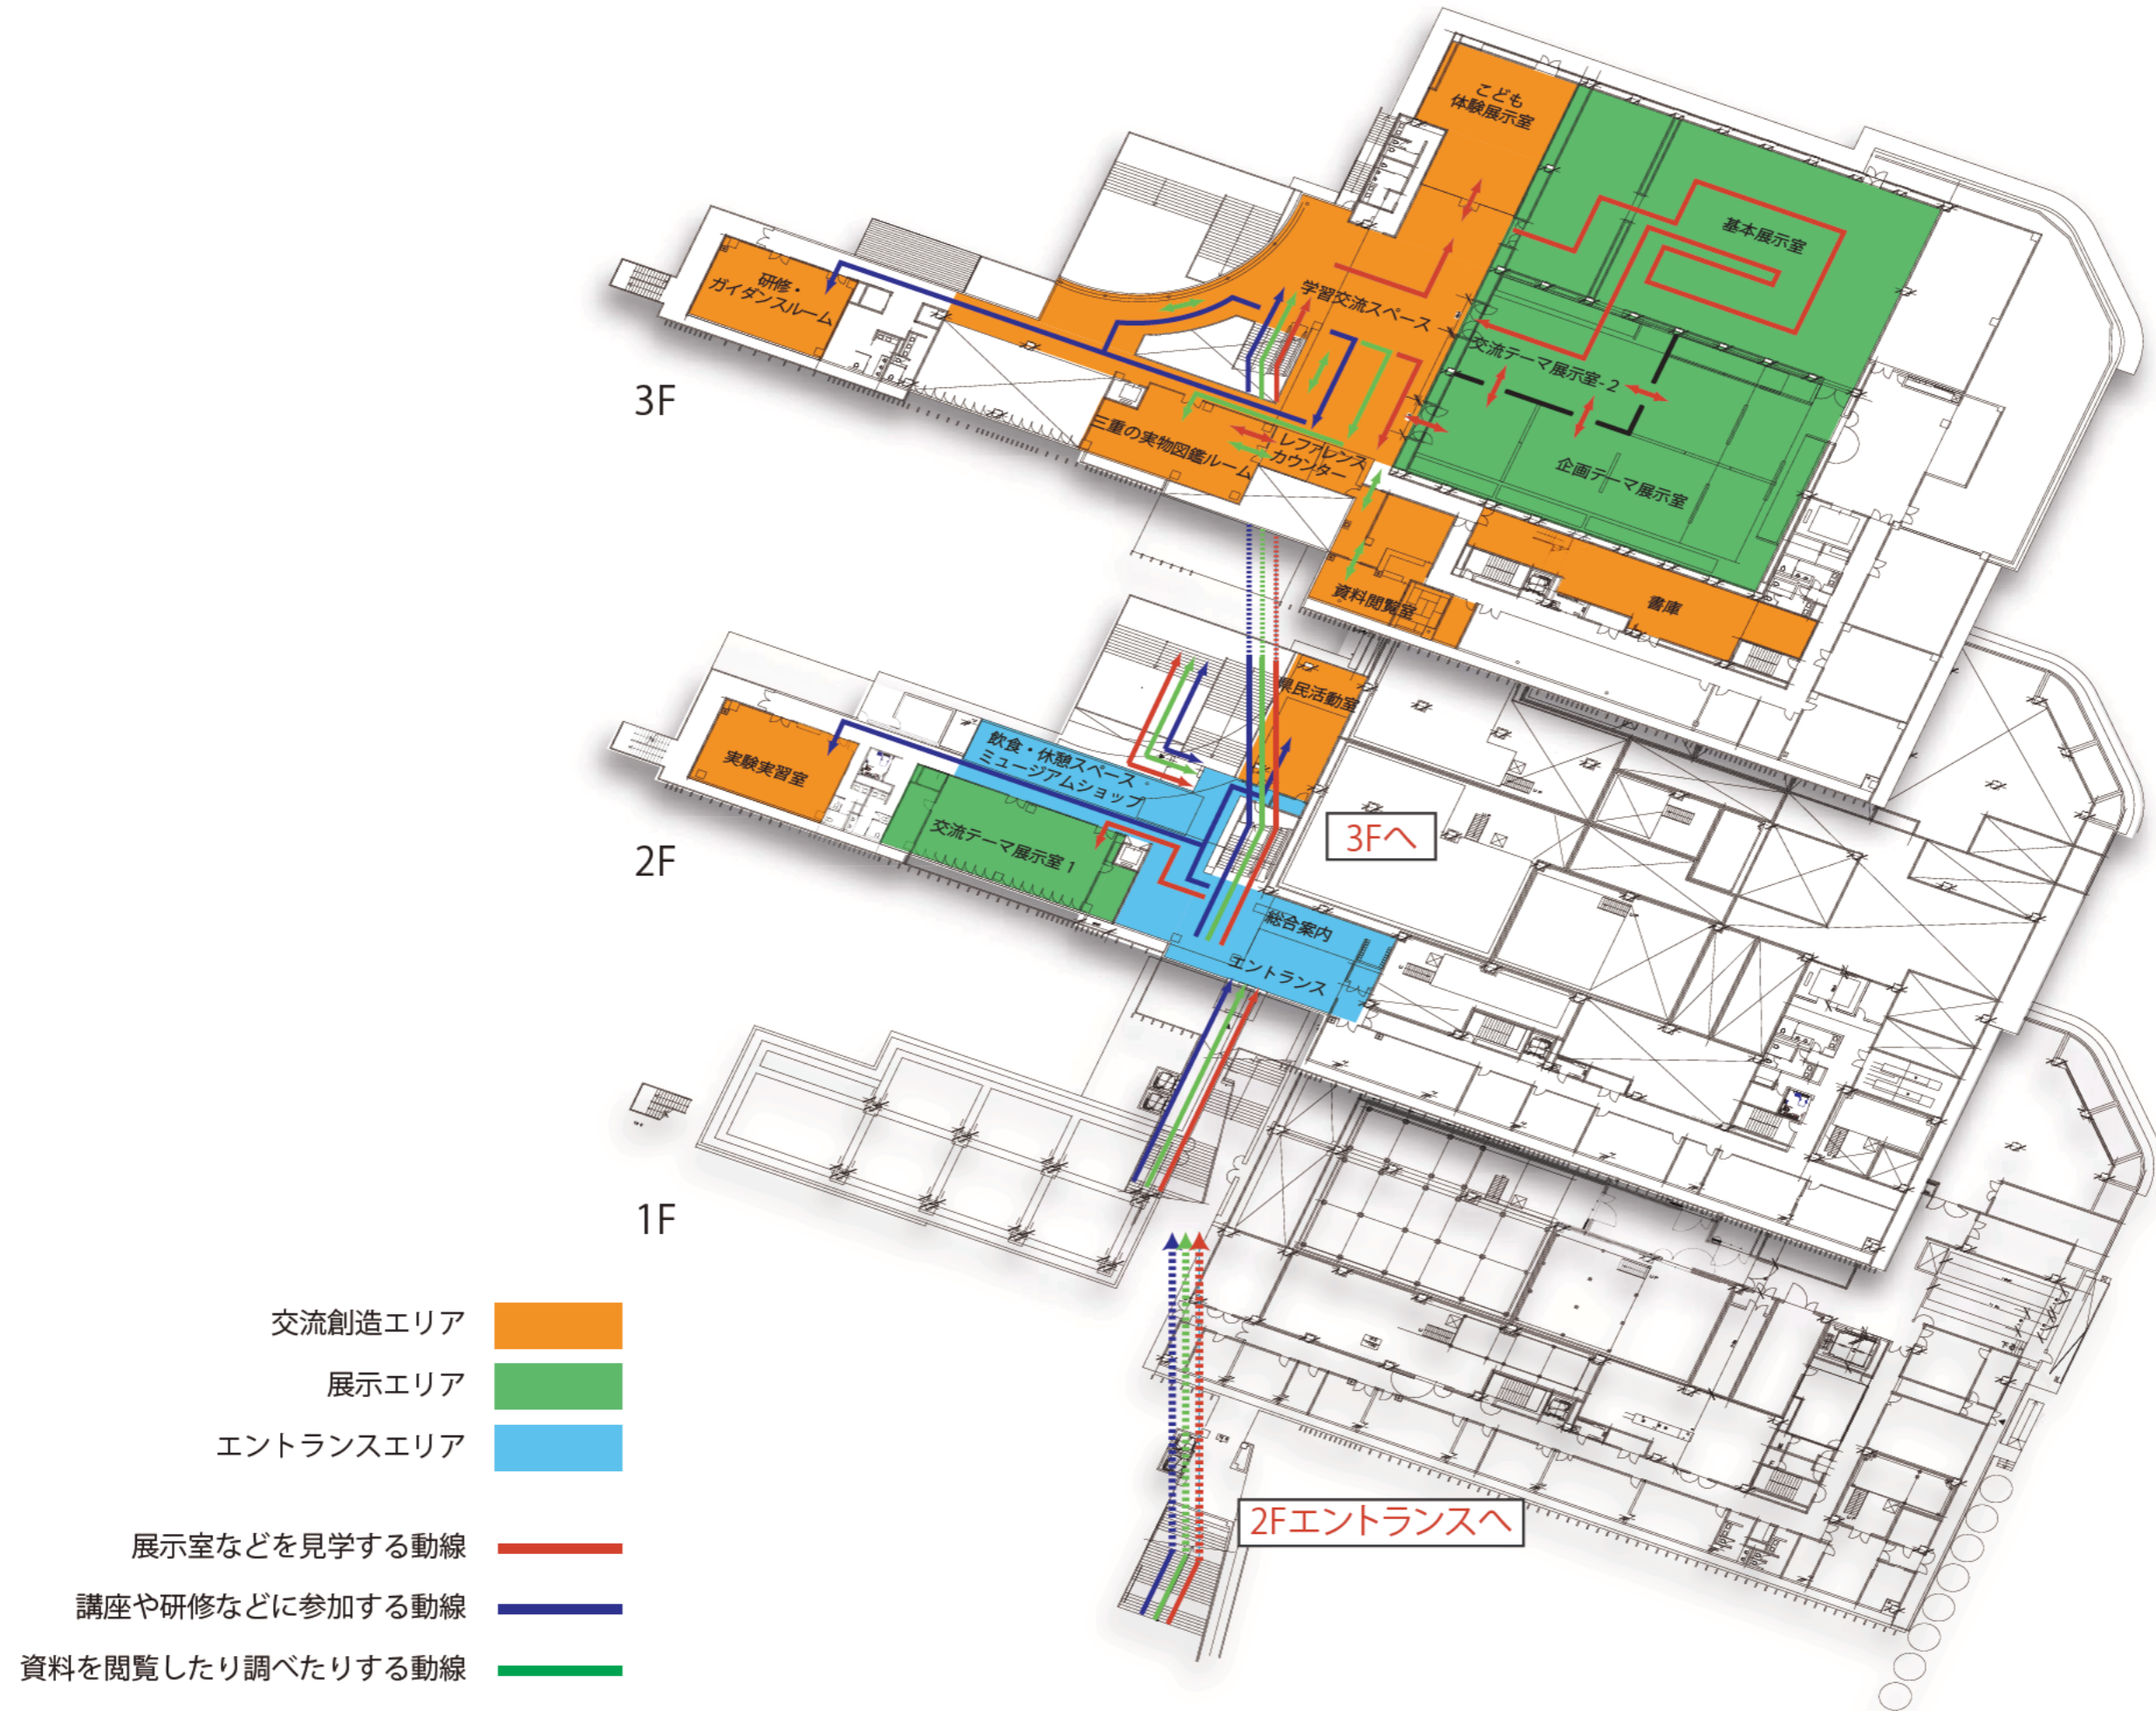 こども
体験展示室
基本展示室
研修・
ガイダンスルーム
学習交流スペース
交流テーマ展示室-2
3F
三重の実物図鑑ルーム
レファレンス
カウンター
企画テーマ展示室
資料閲覧室
書庫
県民活動室
飲食・休憩スペース
ミュージアムショップ
実験実習室
交流テーマ展示室1
3Fへ
2F
総合案内
エントランス
1F
交流創造エリア
展示エリア
エントランスエリア
2Fエントランスへ
展示室などを見学する動線
講座や研修などに参加する動線
資料を閲覧したり調べたりする動線